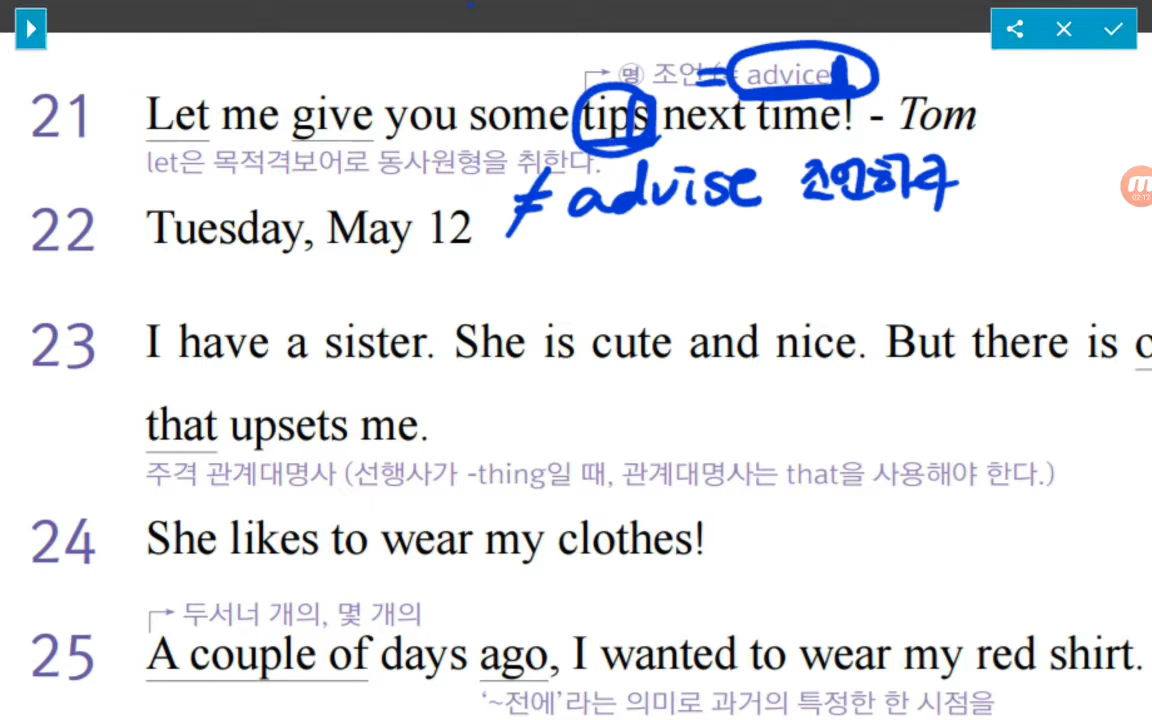 명 조언 (= advice
= 
21 Let me give you some tips next time! - Tom
let은 목적격보어로 동사원형을 취한다.
≠ advise 조언하다
22 Tuesday, May 12
23 I have a sister. She is cute and nice. But there is
that upsets me.
주격 관계대명사 (선행사가 -thing일 때, 관계대명사는 that을 사용해야 한다.)
24 She likes to wear my clothes!
두서너 개의, 몇 개의
25 A couple of days ago, I wanted to wear my red shirt.
‘~전에’라는 의미로 과거의 특정한 한 시점을